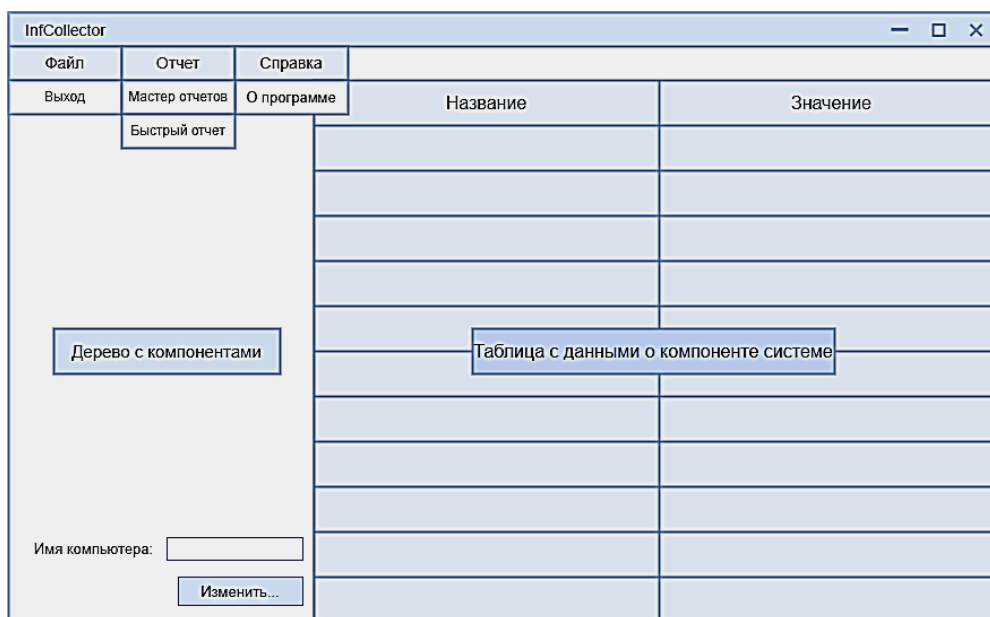 InfCollector
Файл Отчет Справка
Выход Мастер отчетов О программе Название Значение
Быстрый отчет
Дерево с компонентами Таблица с данными о компоненте системе
Имя компьютера:
Изменить...